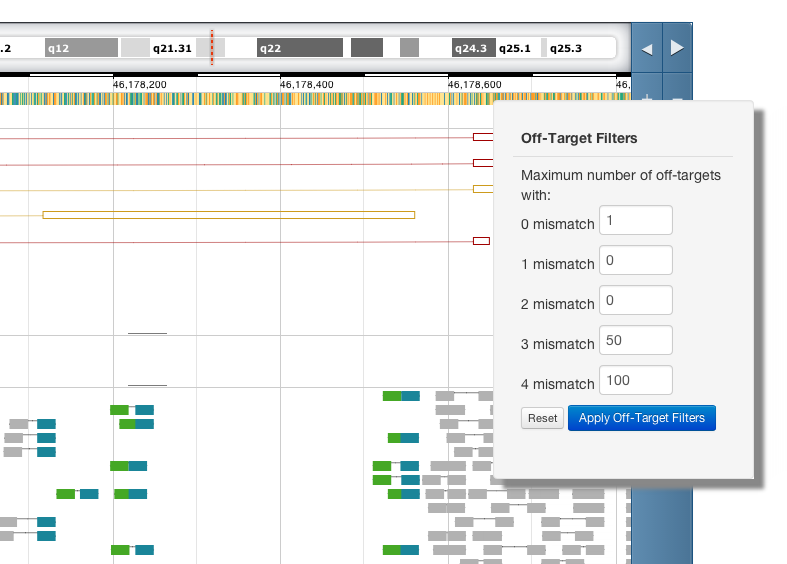 .2 q12 q21.31 q22 q24.3 q25.1 q25.3
46,178,200 46,178,400 46,178,600 46,
Off-Target Filters
Maximum number of off-targets
with:
0 mismatch 1
1 mismatch 0
2 mismatch 0
3 mismatch 50
4 mismatch 100
Reset Apply Off-Target Filters